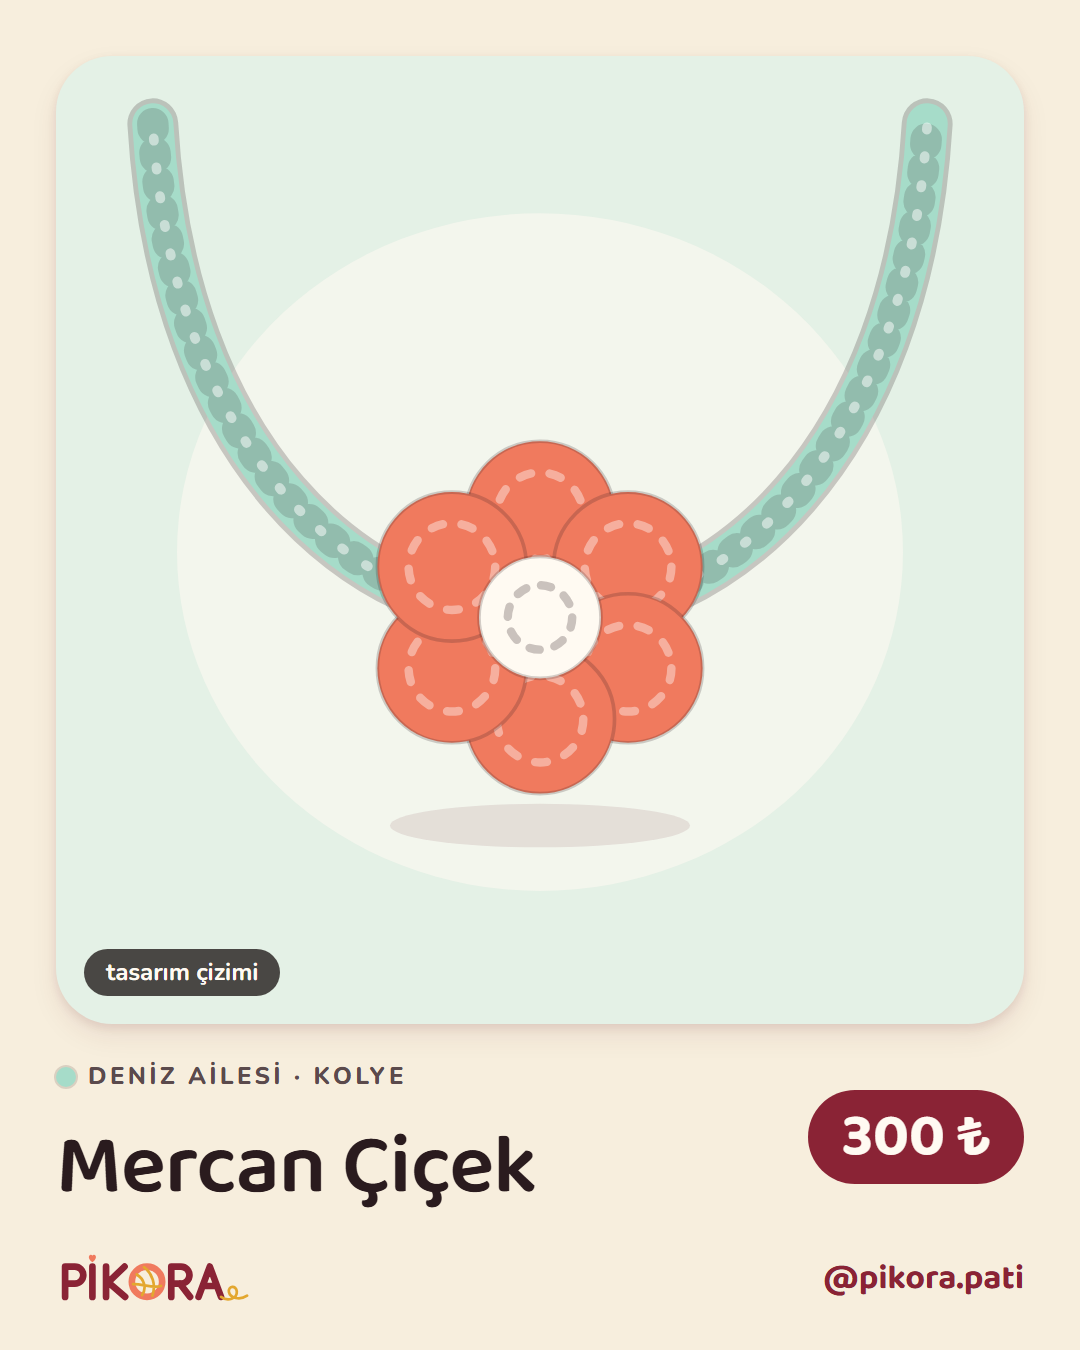 tasarım çizimi
DENİZ AİLESİ · KOLYE
Mercan Çiçek
300 ₺
PİKORA
@pikora.pati